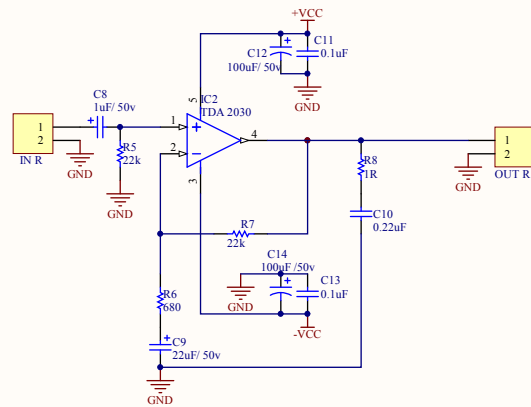 +VCC
C12
100uF/ 50v
C11
0.1uF
GND
C8
1uF/ 50v
5
IC2
TDA 2030
1
2
IN R
GND
R5
22k
GND
1
2
4
3
R8
1R
1
2
OUT R
GND
R7
22k
C10
0.22uF
C14
100uF /50v
C13
0.1uF
GND
-VCC
R6
680
C9
22uF/ 50v
GND